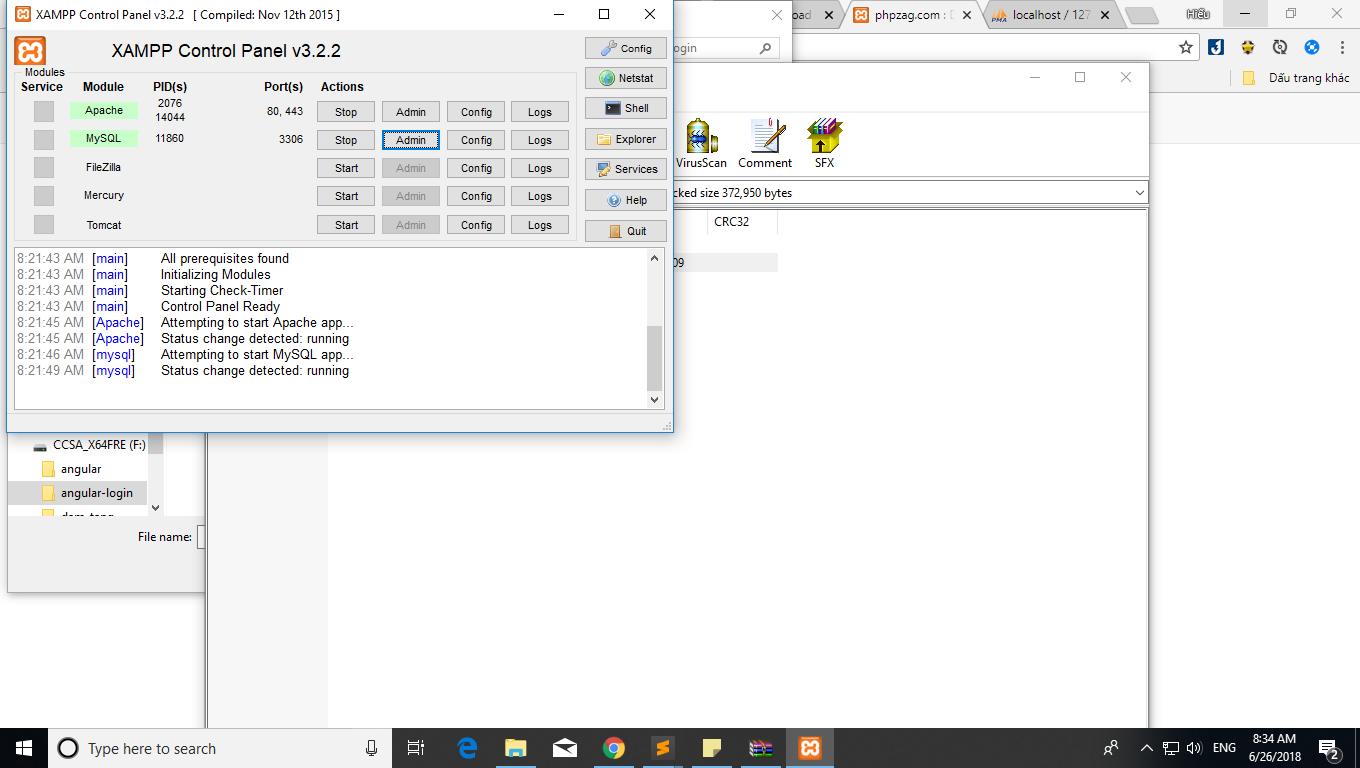 XAMPP Control Panel v3.2.2 [ Compiled: Nov 12th 2015 ]
XAMPP Control Panel v3.2.2
Modules
Service Module PID(s) Port(s) Actions
Apache 2076 14044 80, 443 Stop Admin Config Logs
MySQL 11860 3306 Stop Admin Config Logs
FileZilla Start Admin Config Logs
Mercury Start Admin Config Logs
Tomcat Start Admin Config Logs
Config
Netstat
Shell
Explorer
Services
Help
Quit
8:21:43 AM [main] All prerequisites found
8:21:43 AM [main] Initializing Modules
8:21:43 AM [main] Starting Check-Timer
8:21:43 AM [main] Control Panel Ready
8:21:45 AM [Apache] Attempting to start Apache app...
8:21:45 AM [Apache] Status change detected: running
8:21:46 AM [mysql] Attempting to start MySQL app...
8:21:49 AM [mysql] Status change detected: running
phpzag.com :
PMA localhost / 127
Hiếu
Dấu trang khác
VirusScan Comment SFX
size 372,950 bytes
CRC32
09
CCSA_X64FRE (F:)
angular
angular-login
File name:
Type here to search
ENG
8:34 AM
6/26/2018
2